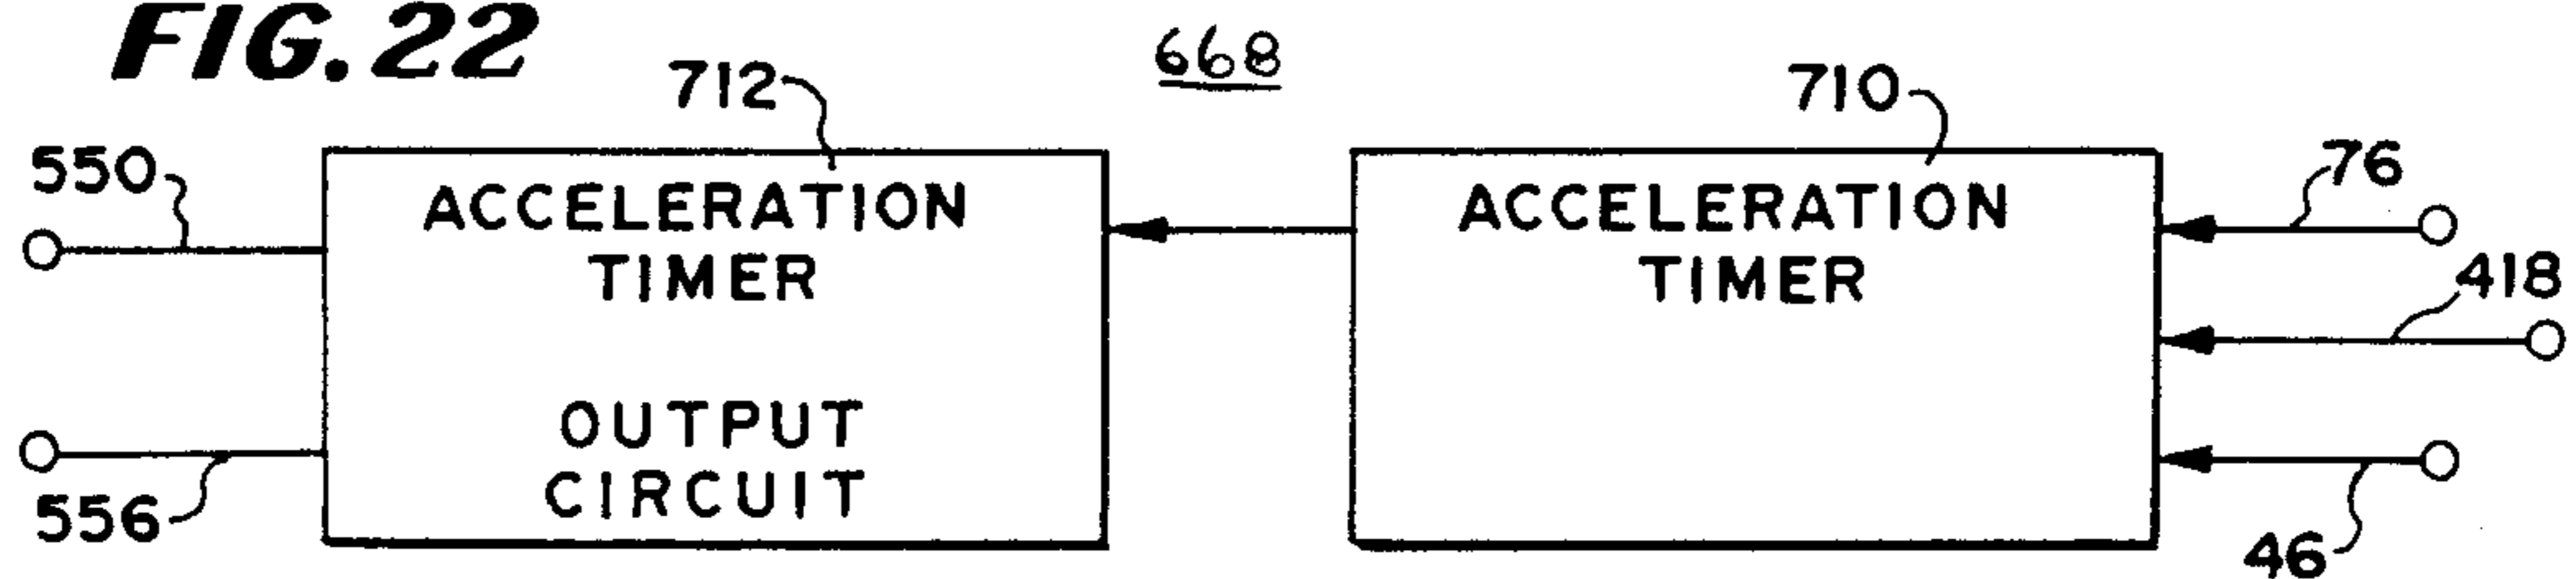 FIG. 22
668
712
710
550
76
ACCELERATION
TIMER
ACCELERATION
TIMER
418
OUTPUT
CIRCUIT
556
46